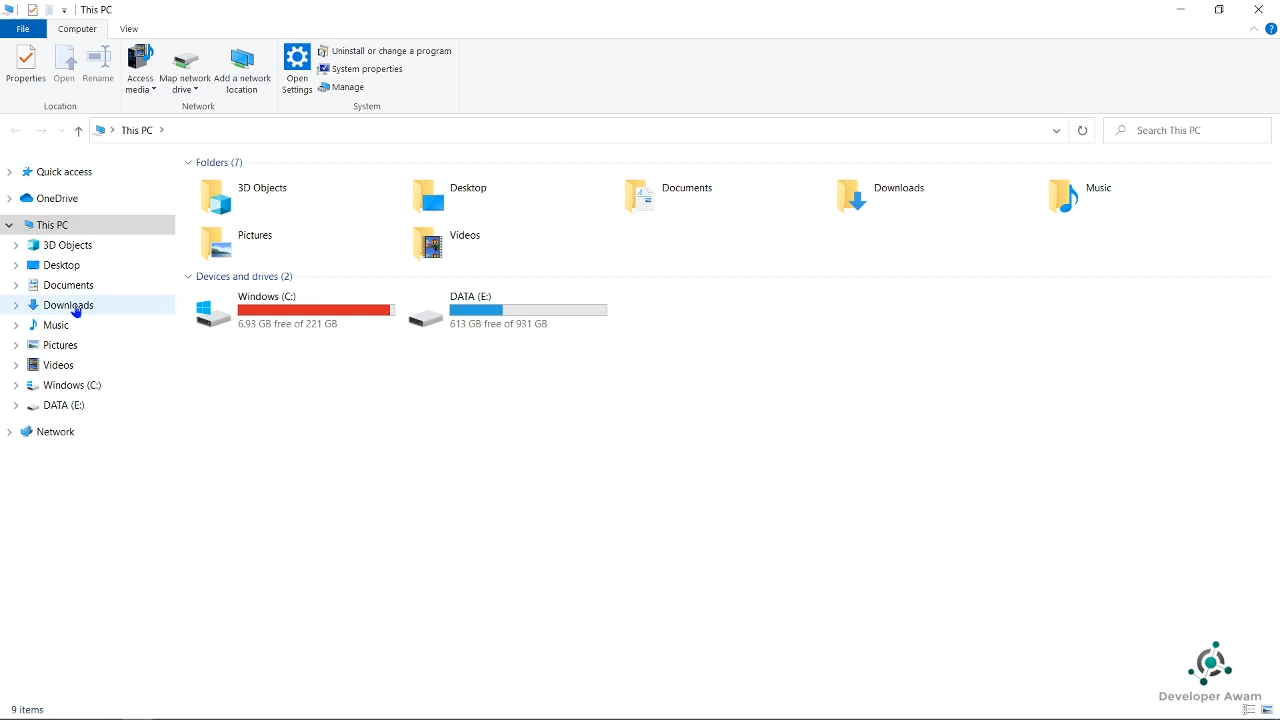 This PC
File
Computer
View
?
Properties
Open
Rename
Access media
Map network drive
Add a network location
Open Settings
Uninstall or change a program
System properties
Manage
Location
Network
System
This PC
Search This PC
Quick access
OneDrive
This PC
3D Objects
Desktop
Documents
Downloads
Music
Pictures
Videos
Windows (C:)
DATA (E:)
Network
Folders (7)
3D Objects
Desktop
Documents
Downloads
Music
Pictures
Videos
Devices and drives (2)
Windows (C:)
6.93 GB free of 221 GB
DATA (E:)
613 GB free of 931 GB
Developer Awam
9 items